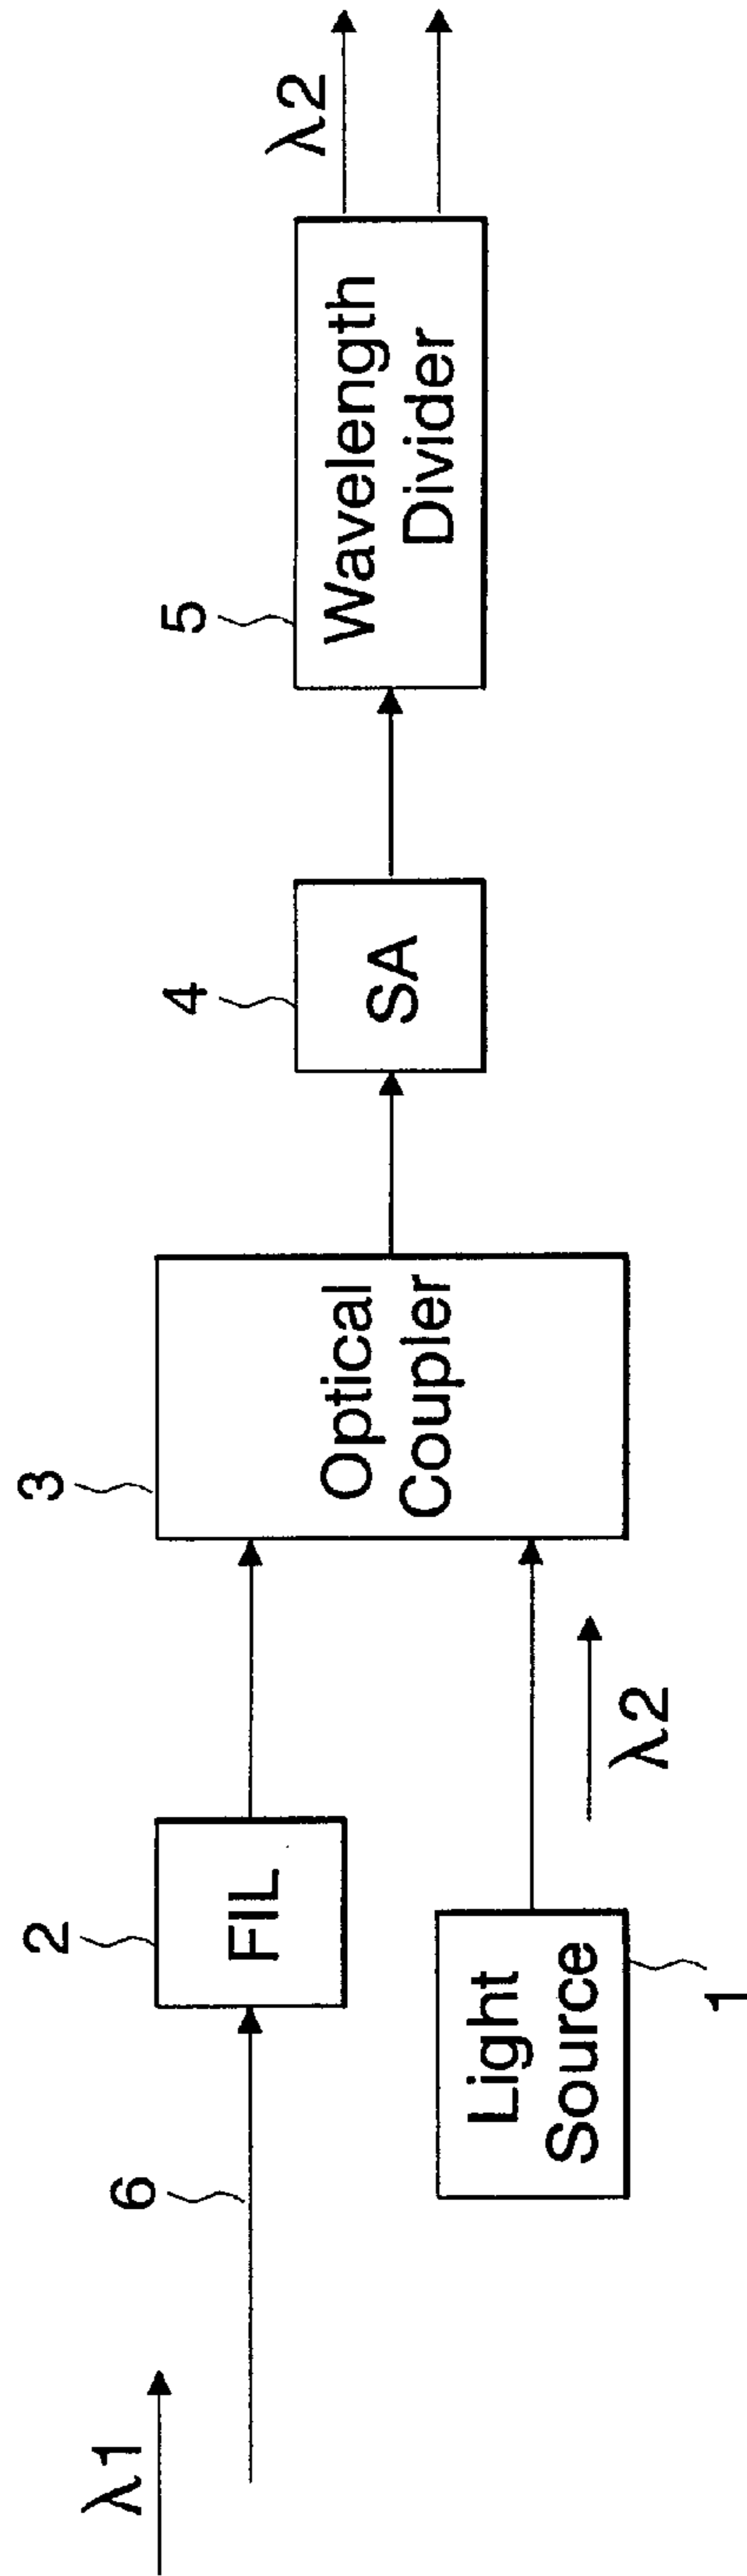 λ1
6
2
FIL
Light
Source
1
λ2
3
Optical
Coupler
4
SA
5
Wavelength
Divider
λ2